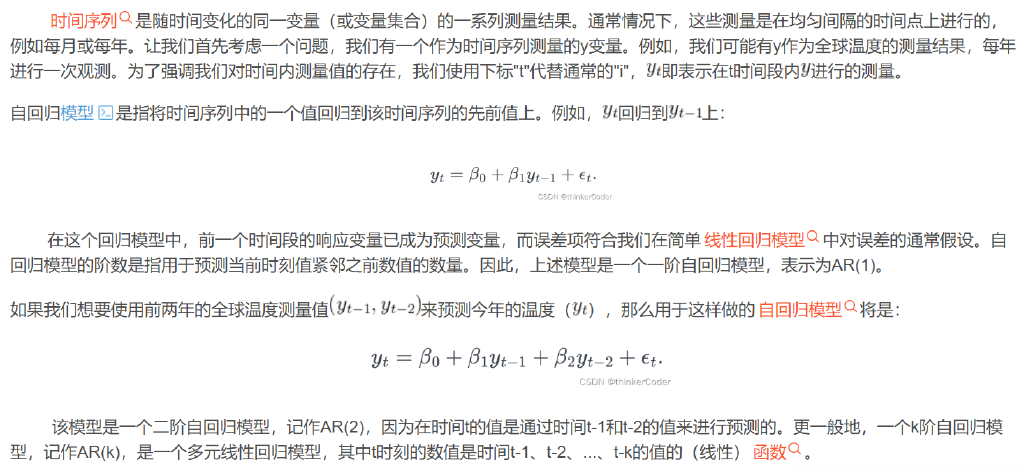 时间序列是随时间变化的同一变量（或变量集合）的一系列测量结果。通常情况下，这些测量是在均匀间隔的时间点上进行的，
例如每月或每年。让我们首先考虑一个问题，我们有一个作为时间序列测量的y变量。例如，我们可能有y作为全球温度的测量结果，每年
进行一次观测。为了强调我们对时间内测量值的存在，我们使用下标"t"代替通常的"i"，yt即表示在t时间段内y进行的测量。
自回归模型是指将时间序列中的一个值回归到该时间序列的先前值上。例如，yt回归到yt−1上：
yt = β0 + β1yt−1 + ϵt.
CSDN @thinkerCoder
在这个回归模型中，前一个时间段的响应变量已成为预测变量，而误差项符合我们在简单线性回归模型中对误差的通常假设。自
回归模型的阶数是指用于预测当前时刻值紧邻之前数值的数量。因此，上述模型是一个一阶自回归模型，表示为AR(1)。
如果我们想要使用前两年的全球温度测量值(yt−1, yt−2)来预测今年的温度（yt），那么用于这样做的自回归模型将是：
yt = β0 + β1yt−1 + β2yt−2 + ϵt.
CSDN @thinkerCoder
该模型是一个二阶自回归模型，记作AR(2)，因为在时间t的值是通过时间t-1和t-2的值来进行预测的。更一般地，一个k阶自回归模
型，记作AR(k)，是一个多元线性回归模型，其中t时刻的数值是时间t-1、t-2、...、t-k的值的（线性）函数。